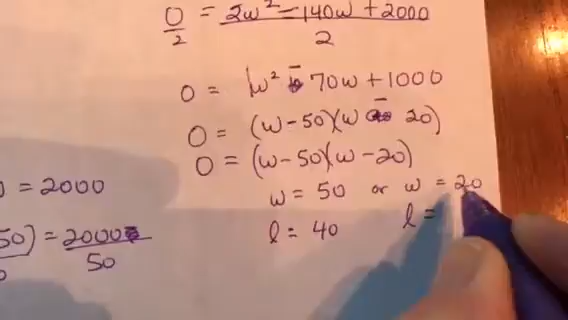 0/2 = 2w² - 140w + 2000 / 2
0 = 1w² - 70w + 1000
0 = (w - 50)(w - 20)
0 = (w - 50)(w - 20)
w = 50 or w = 20
l = 40 l =
= 2000
50) = 2000
50